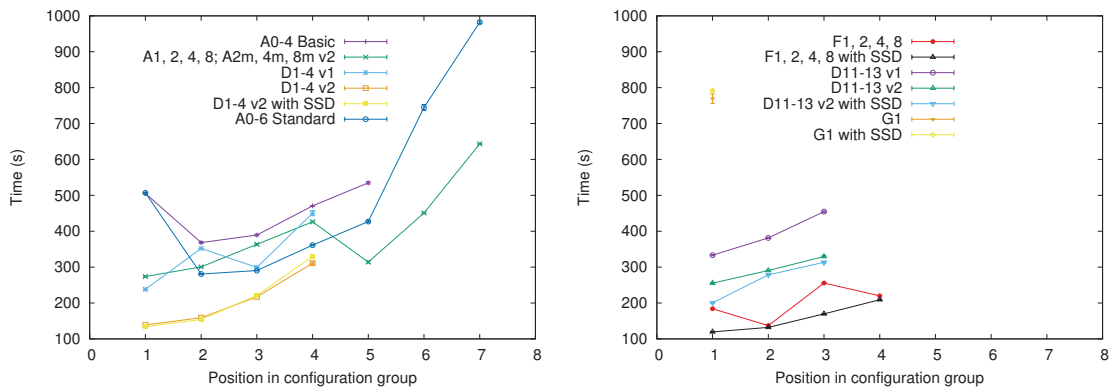 1000
900
800
700
600
500
400
300
200
100
Time (s)
A0-4 Basic
A1, 2, 4, 8; A2m, 4m, 8m v2
D1-4 v1
D1-4 v2
D1-4 v2 with SSD
A0-6 Standard
0 1 2 3 4 5 6 7 8
Position in configuration group
1000
900
800
700
600
500
400
300
200
100
Time (s)
F1, 2, 4, 8
F1, 2, 4, 8 with SSD
D11-13 v1
D11-13 v2
D11-13 v2 with SSD
G1
G1 with SSD
0 1 2 3 4 5 6 7 8
Position in configuration group